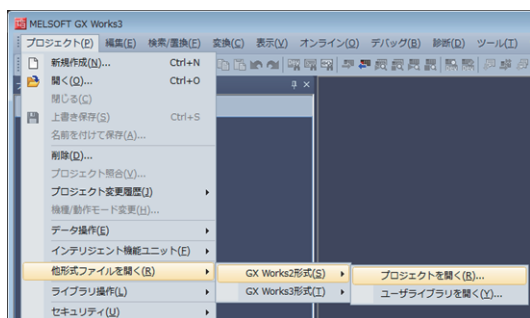 MELSOFT GX Works3
プロジェクト(P) 編集(E) 検索/置換(F) 変換(C) 表示(V) オンライン(O) デバッグ(B) 診断(D) ツール(T)
新規作成(N)... Ctrl+N
開く(O)... Ctrl+O
閉じる(C)
上書き保存(S) Ctrl+S
名前を付けて保存(A)...
削除(D)...
プロジェクト照合(V)...
プロジェクト変更履歴(J)
機種/動作モード変更(H)...
データ操作(E)
インテリジェント機能ユニット(F)
他形式ファイルを開く(R) GX Works2形式(S) プロジェクトを開く(R)...
ライブラリ操作(L) GX Works3形式(T) ユーザライブラリを開く(Y)...
セキュリティ(U)